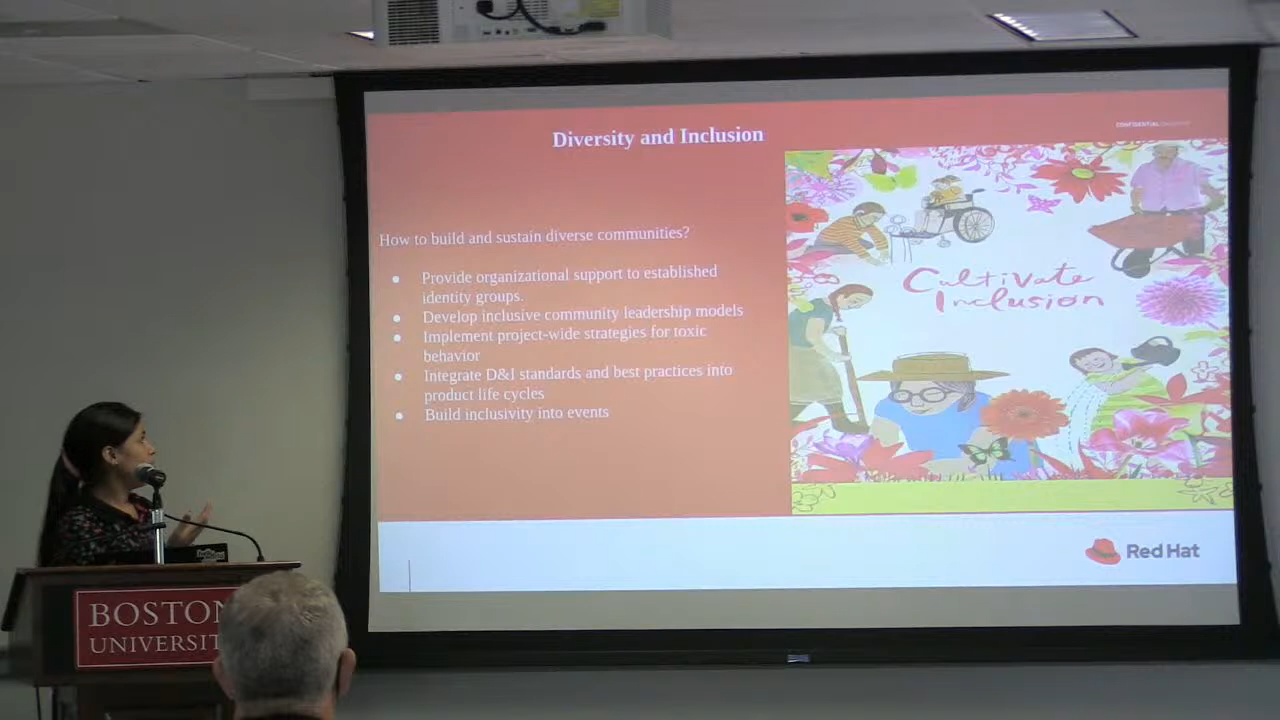 CONFIDENTIAL
Diversity and Inclusion
How to build and sustain diverse communities?
● Provide organizational support to established
identity groups.
● Develop inclusive community leadership models
● Implement project-wide strategies for toxic
behavior
● Integrate D&I standards and best practices into
product life cycles
● Build inclusivity into events
Cultivate
Inclusion
Red Hat
BOSTON
UNIVERSIT